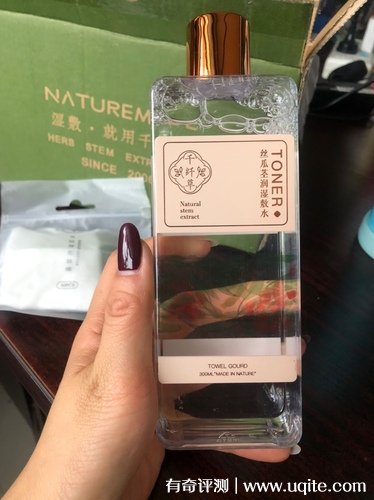 NATUREM
湿敷·就用千
HERB STEM EXTR
SINCE 200
千纤草
Natural
stem
extract
TONER
丝瓜茎润湿敷水
TOWEL GOURD
300ML"MADE IN NATURE"
有奇评测 | www.uqite.com